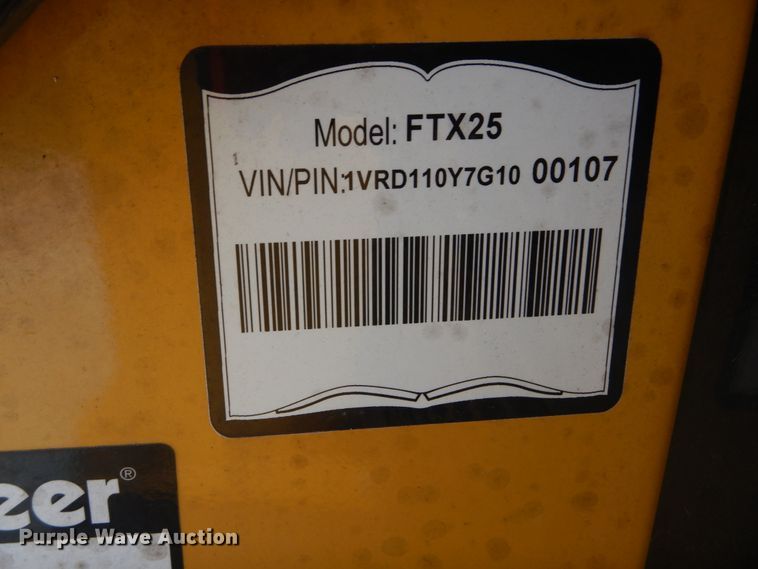 Model: FTX25
VIN/PIN:1VRD110Y7G10 00107
eer®
Purple Wave Auction